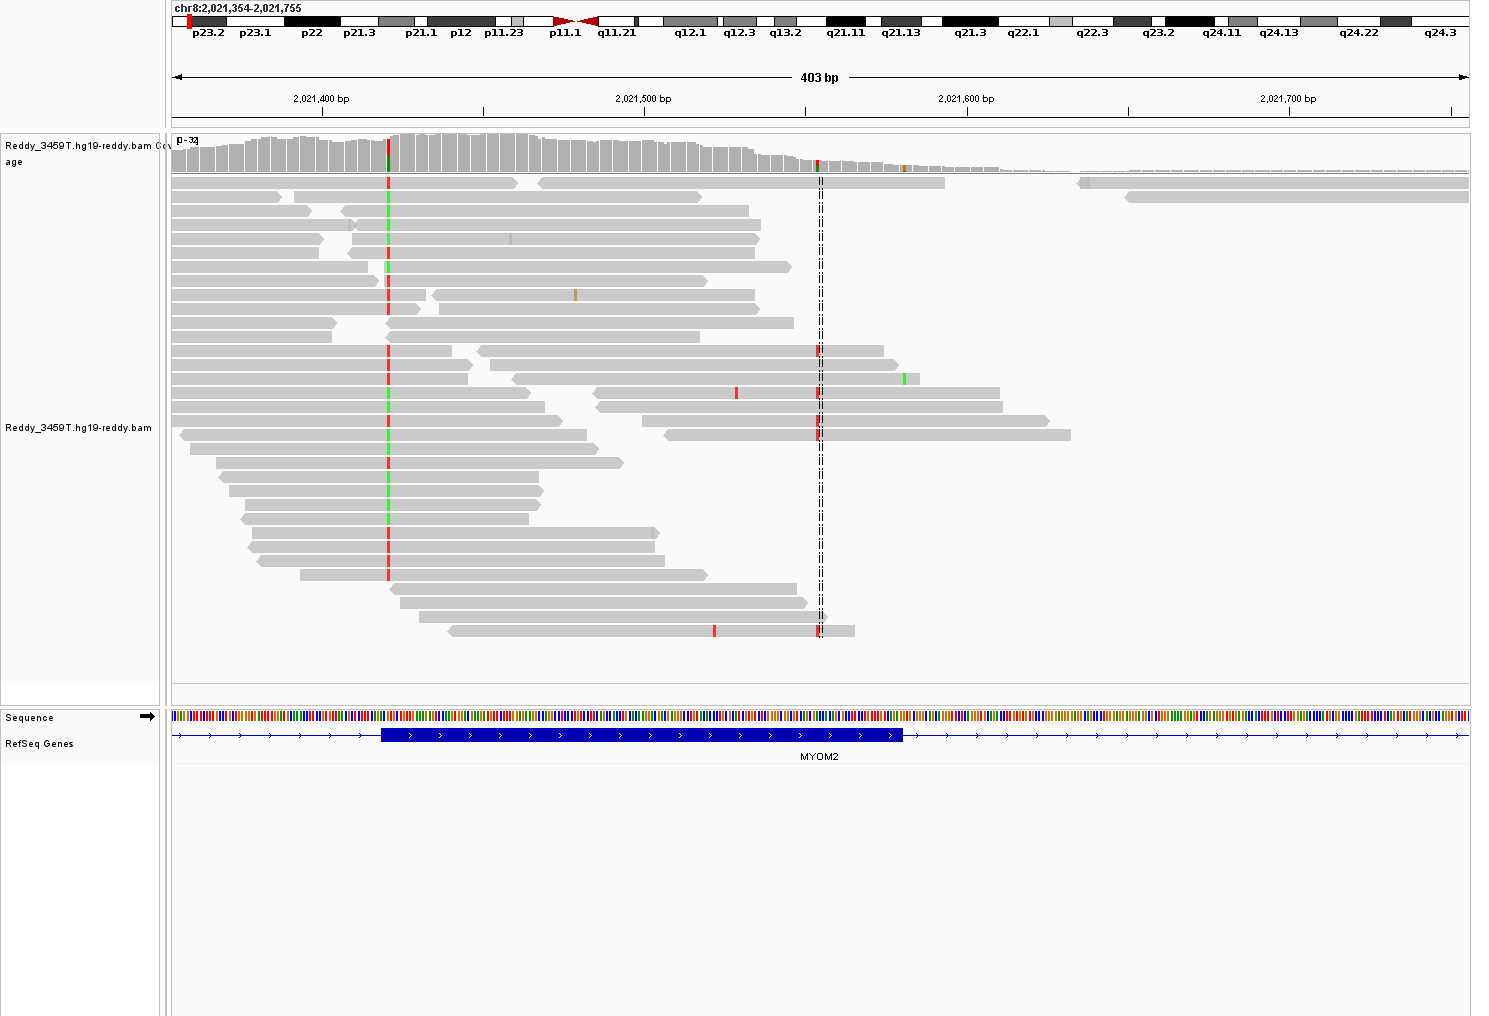 chr8:2,021,354-2,021,755
p23.2 p23.1 p22 p21.3 p21.1 p12 p11.23 p11.1 q11.21 q12.1 q12.3 q13.2 q21.11 q21.13 q21.3 q22.1 q22.3 q23.2 q24.11 q24.13 q24.22 q24.3
403 bp
2,021,400 bp 2,021,500 bp 2,021,600 bp 2,021,700 bp
[0-32]
Reddy_3459T.hg19-reddy.bam Cov
age
Reddy_3459T.hg19-reddy.bam
Sequence
RefSeq Genes
MYOM2